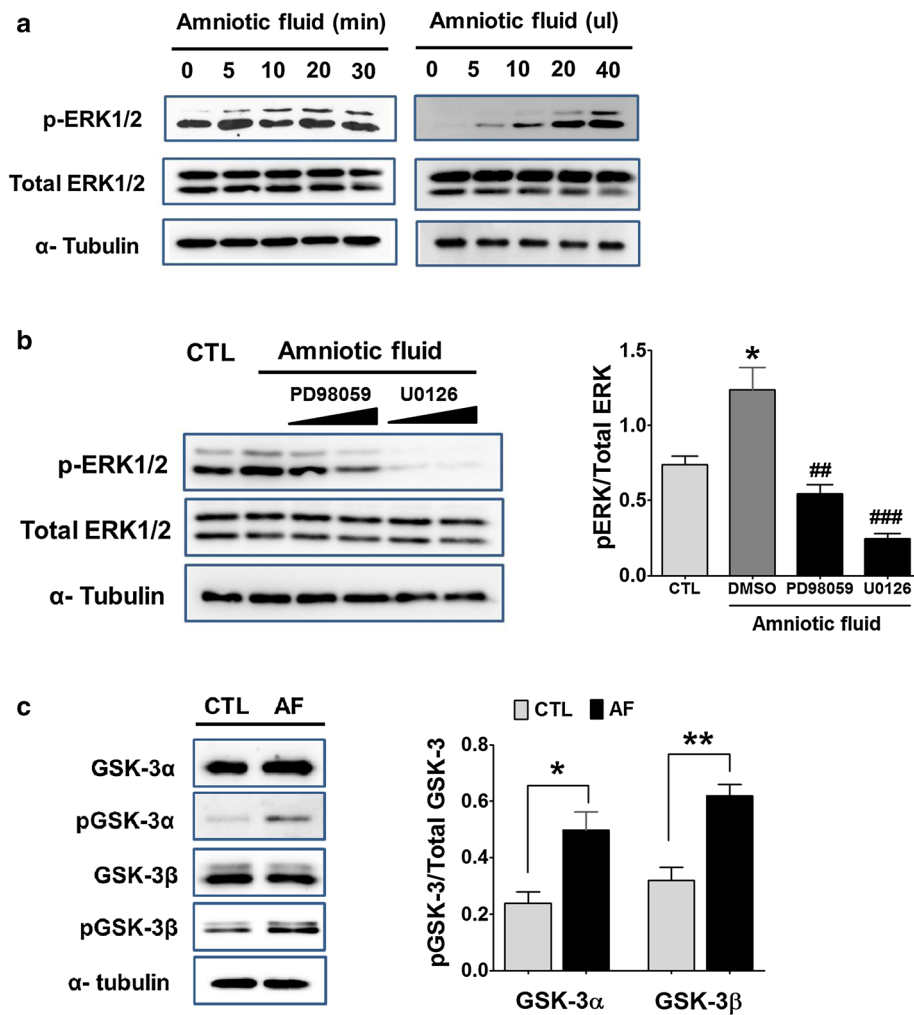 a
Amniotic fluid (min)
0 5 10 20 30
Amniotic fluid (ul)
0 5 10 20 40
p-ERK1/2
Total ERK1/2
α- Tubulin
b
CTL
Amniotic fluid
PD98059
U0126
p-ERK1/2
Total ERK1/2
α- Tubulin
pERK/Total ERK
1.5
1.0
0.5
0.0
*
##
###
CTL DMSO PD98059 U0126
Amniotic fluid
c
CTL AF
GSK-3α
pGSK-3α
GSK-3β
pGSK-3β
α- tubulin
CTL AF
pGSK-3/Total GSK-3
0.8
0.6
0.4
0.2
0.0
*
**
GSK-3α GSK-3β